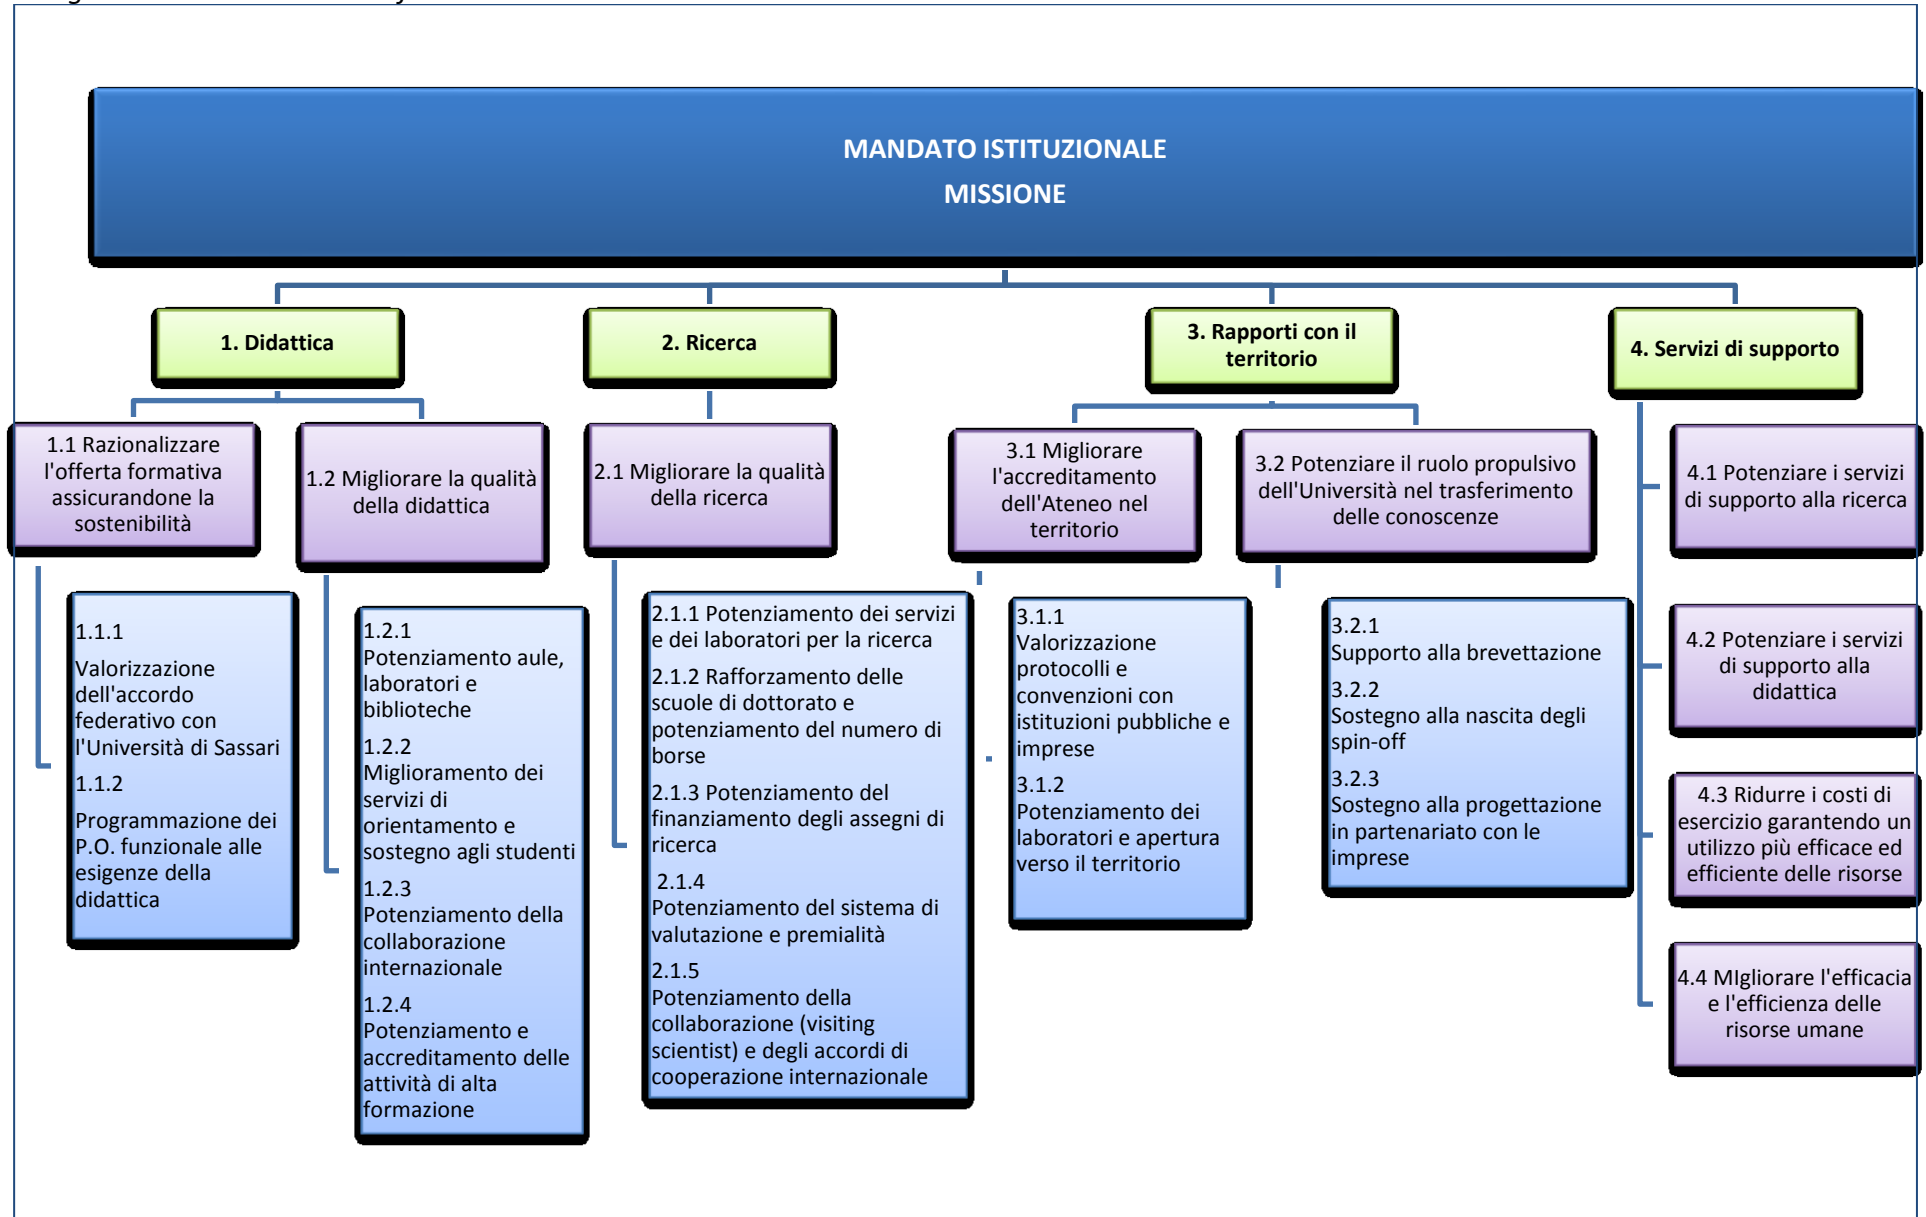 MANDATO ISTITUZIONALE
MISSIONE
1. Didattica
2. Ricerca
3. Rapporti con il
territorio
4. Servizi di supporto
1.1 Razionalizzare
l'offerta formativa
assicurandone la
sostenibilità
1.2 Migliorare la qualità
della didattica
2.1 Migliorare la qualità
della ricerca
3.1 Migliorare
l'accreditamento
dell'Ateneo nel
territorio
3.2 Potenziare il ruolo propulsivo
dell'Università nel trasferimento
delle conoscenze
4.1 Potenziare i servizi
di supporto alla ricerca
1.1.1
Valorizzazione
dell'accordo
federativo con
l'Università di Sassari
1.1.2
Programmazione dei
P.O. funzionale alle
esigenze della
didattica
1.2.1
Potenziamento aule,
laboratori e
biblioteche
1.2.2
Miglioramento dei
servizi di
orientamento e
sostegno agli studenti
1.2.3
Potenziamento della
collaborazione
internazionale
1.2.4
Potenziamento e
accreditamento delle
attività di alta
formazione
2.1.1 Potenziamento dei servizi
e dei laboratori per la ricerca
2.1.2 Rafforzamento delle
scuole di dottorato e
potenziamento del numero di
borse
2.1.3 Potenziamento del
finanziamento degli assegni di
ricerca
2.1.4
Potenziamento del sistema di
valutazione e premialità
2.1.5
Potenziamento della
collaborazione (visiting
scientist) e degli accordi di
cooperazione internazionale
3.1.1
Valorizzazione
protocolli e
convenzioni con
istituzioni pubbliche e
imprese
3.1.2
Potenziamento dei
laboratori e apertura
verso il territorio
3.2.1
Supporto alla brevettazione
3.2.2
Sostegno alla nascita degli
spin-off
3.2.3
Sostegno alla progettazione
in partenariato con le
imprese
4.2 Potenziare i servizi
di supporto alla
didattica
4.3 Ridurre i costi di
esercizio garantendo un
utilizzo più efficace ed
efficiente delle risorse
4.4 MIgliorare l'efficacia
e l'efficienza delle
risorse umane